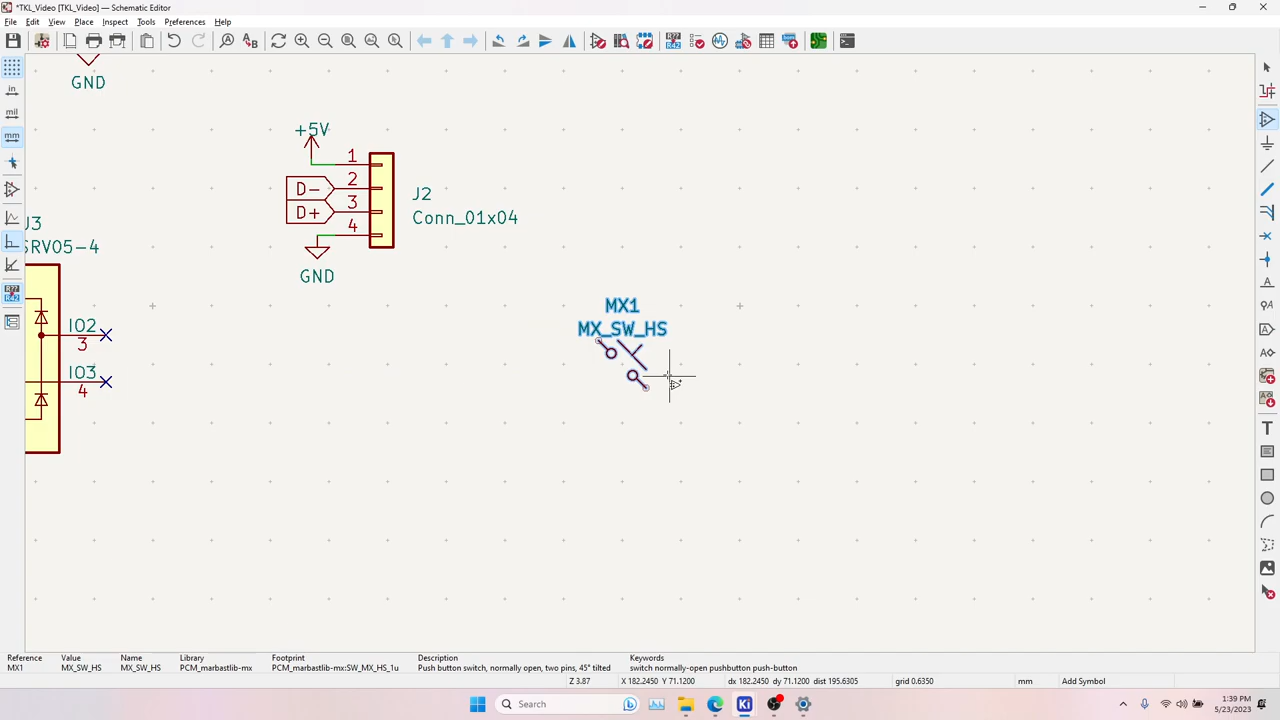 *TKL_Video [TKL_Video] — Schematic Editor
File Edit View Place Inspect Tools Preferences Help
in
mil
mm
GND
+5V
1
2
3
4
D-
D+
J2
Conn_01x04
GND
J3
SRV05-4
IO2
3
IO3
4
MX1
MX_SW_HS
Reference Value Name Library Footprint Description Keywords
MX1 MX_SW_HS MX_SW_HS PCM_marbastlib-mx PCM_marbastlib-mx:SW_MX_HS_1u Push button switch, normally open, two pins, 45° tilted switch normally-open pushbutton push-button
Z 3.87 X 182.2450 Y 71.1200 dx 182.2450 dy 71.1200 dist 195.6305 grid 0.6350 mm Add Symbol
Search
1:39 PM
5/23/2023